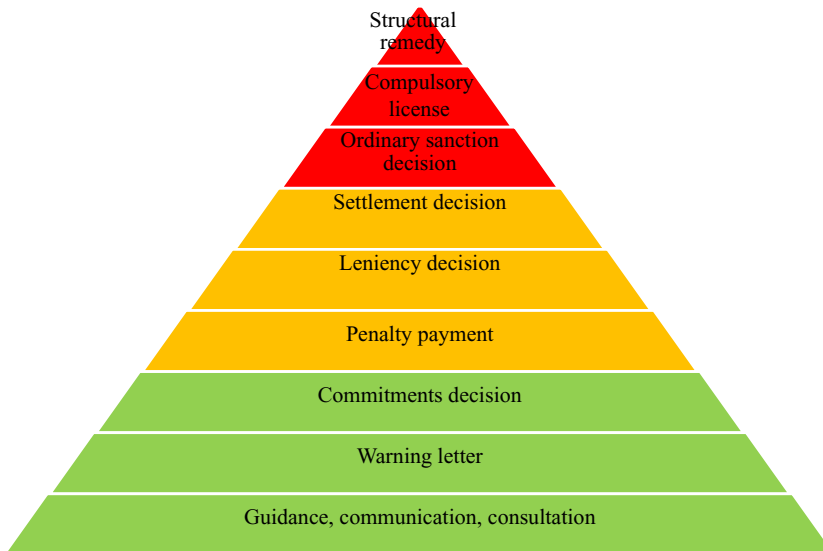 Structural
remedy
Compulsory
license
Ordinary sanction
decision
Settlement decision
Leniency decision
Penalty payment
Commitments decision
Warning letter
Guidance, communication, consultation